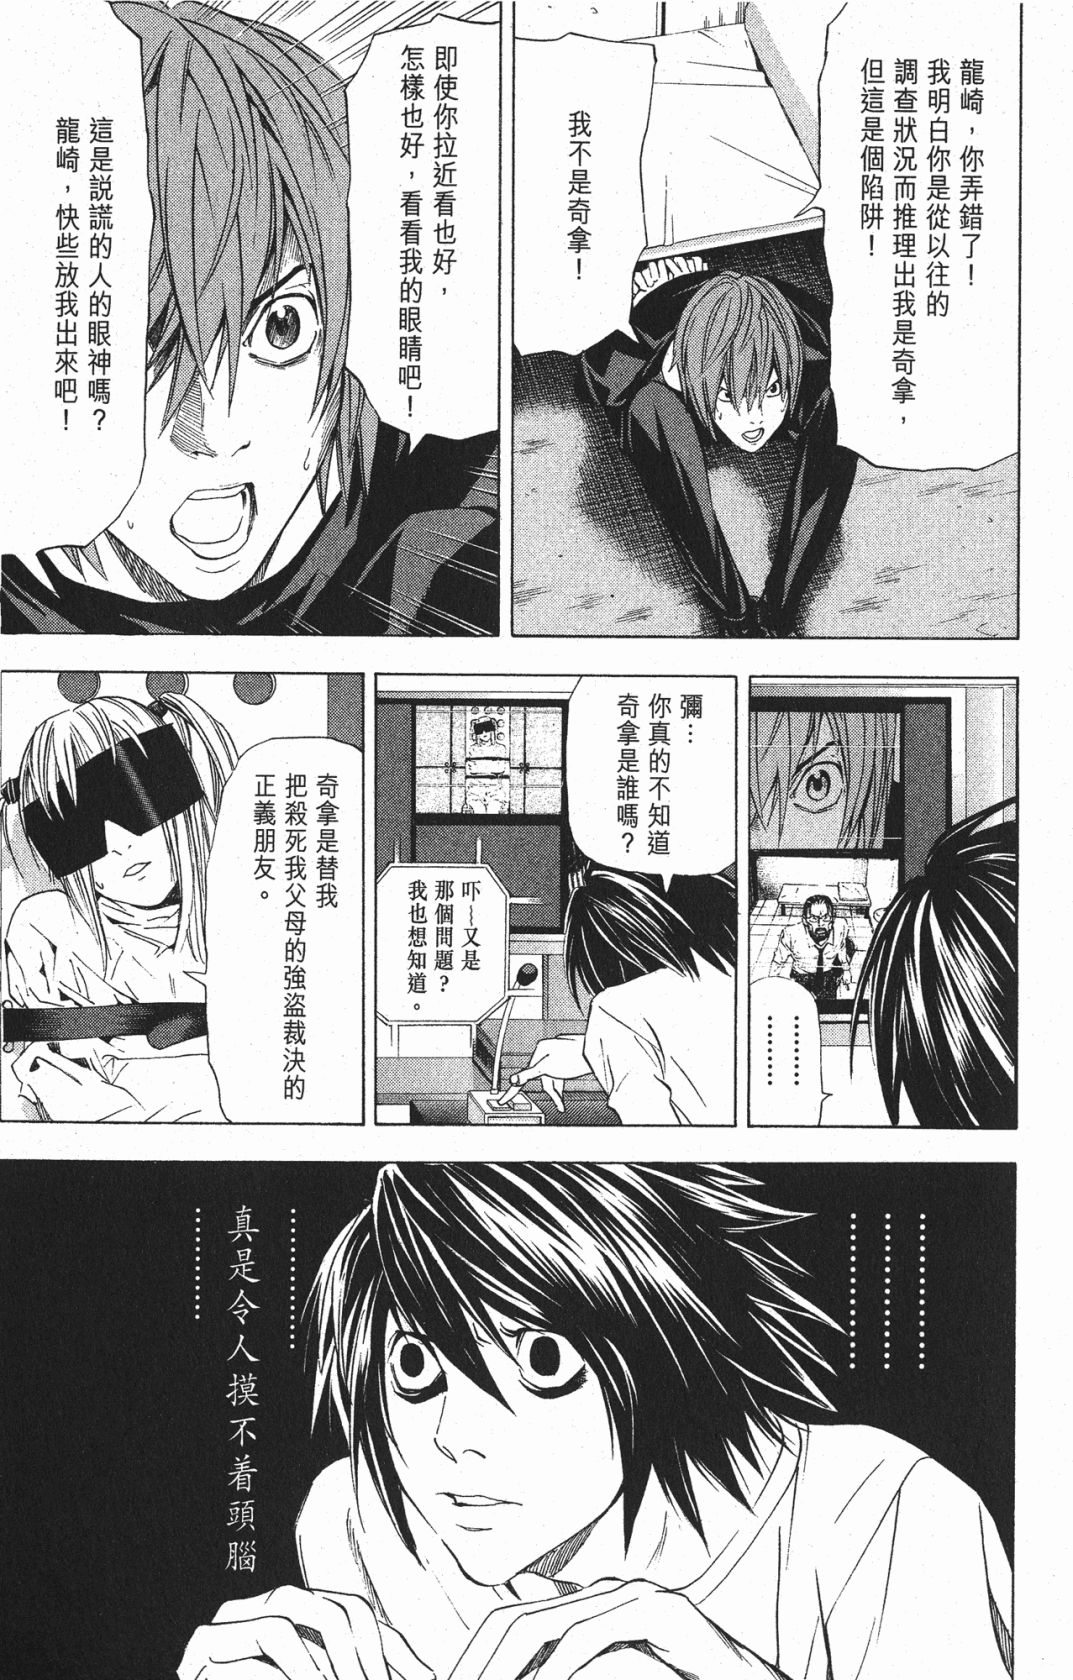 龍崎，你弄錯了！
我明白你是從以往的
調查狀況而推理出我是奇拿，
但這是個陷阱！
我不是奇拿！
即使你拉近看也好，
怎樣也好，看看我的眼睛吧！
這是說謊的人的眼神嗎？
龍崎，快些放我出來吧！
………
………
彌…
你真的不知道
奇拿是誰嗎？
吓~又是
那個問題？
我也想知道。
奇拿是替我
把殺死我父母的強盜裁決的
正義朋友。
…………
…………
…………
…………
真是令人摸不着頭腦
………